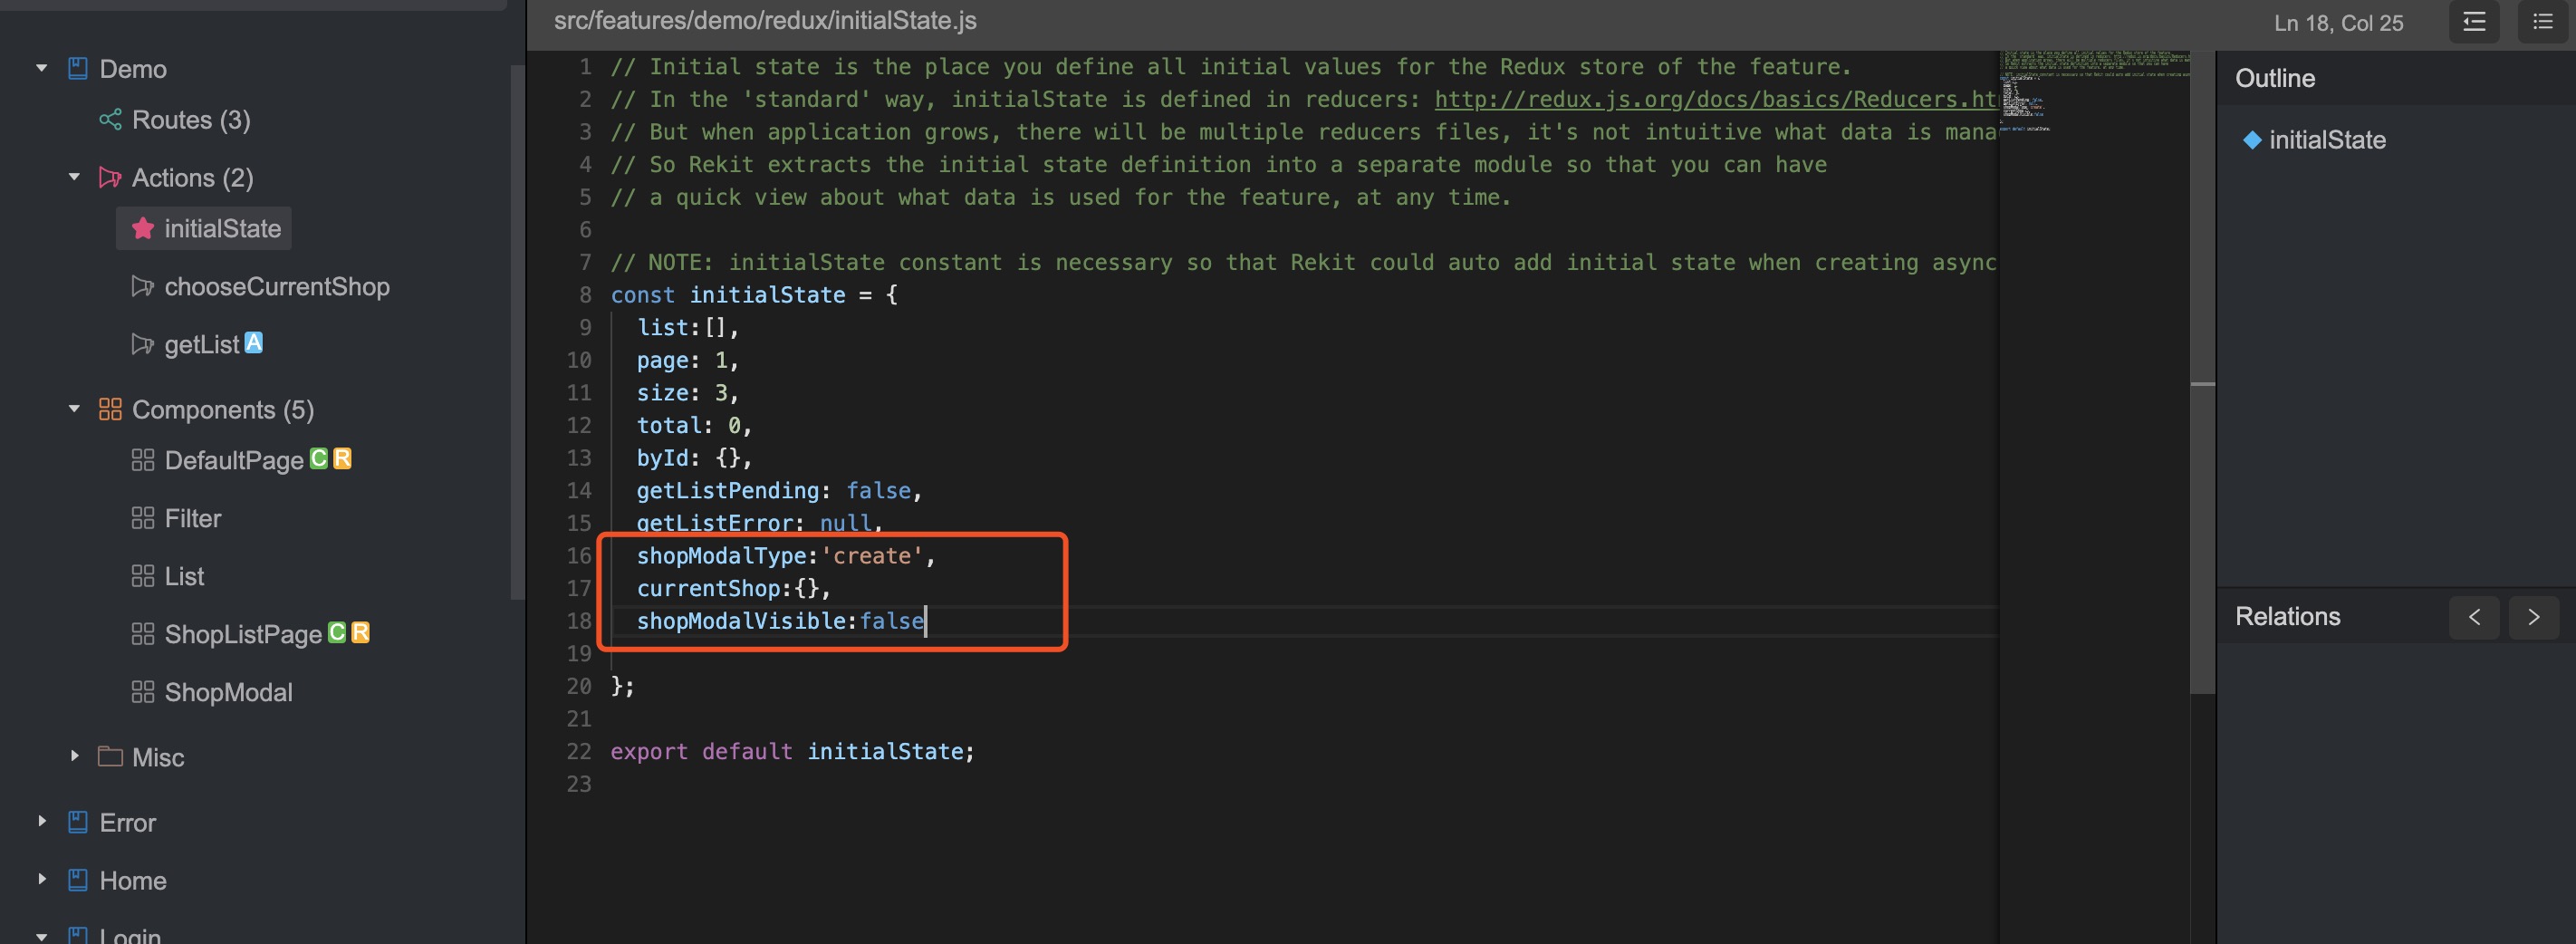 src/features/demo/redux/initialState.js
Ln 18, Col 25
Demo
Routes (3)
Actions (2)
initialState
chooseCurrentShop
getList A
Components (5)
DefaultPage C R
Filter
List
ShopListPage C R
ShopModal
Misc
Error
Home
Login
1 // Initial state is the place you define all initial values for the Redux store of the feature.
2 // In the 'standard' way, initialState is defined in reducers: http://redux.js.org/docs/basics/Reducers.ht
3 // But when application grows, there will be multiple reducers files, it's not intuitive what data is mana
4 // So Rekit extracts the initial state definition into a separate module so that you can have
5 // a quick view about what data is used for the feature, at any time.
6
7 // NOTE: initialState constant is necessary so that Rekit could auto add initial state when creating async
8 const initialState = {
9 list:[],
10 page: 1,
11 size: 3,
12 total: 0,
13 byId: {},
14 getListPending: false,
15 getListError: null,
16 shopModalType:'create',
17 currentShop:{},
18 shopModalVisible:false
19
20 };
21
22 export default initialState;
23
Outline
initialState
Relations